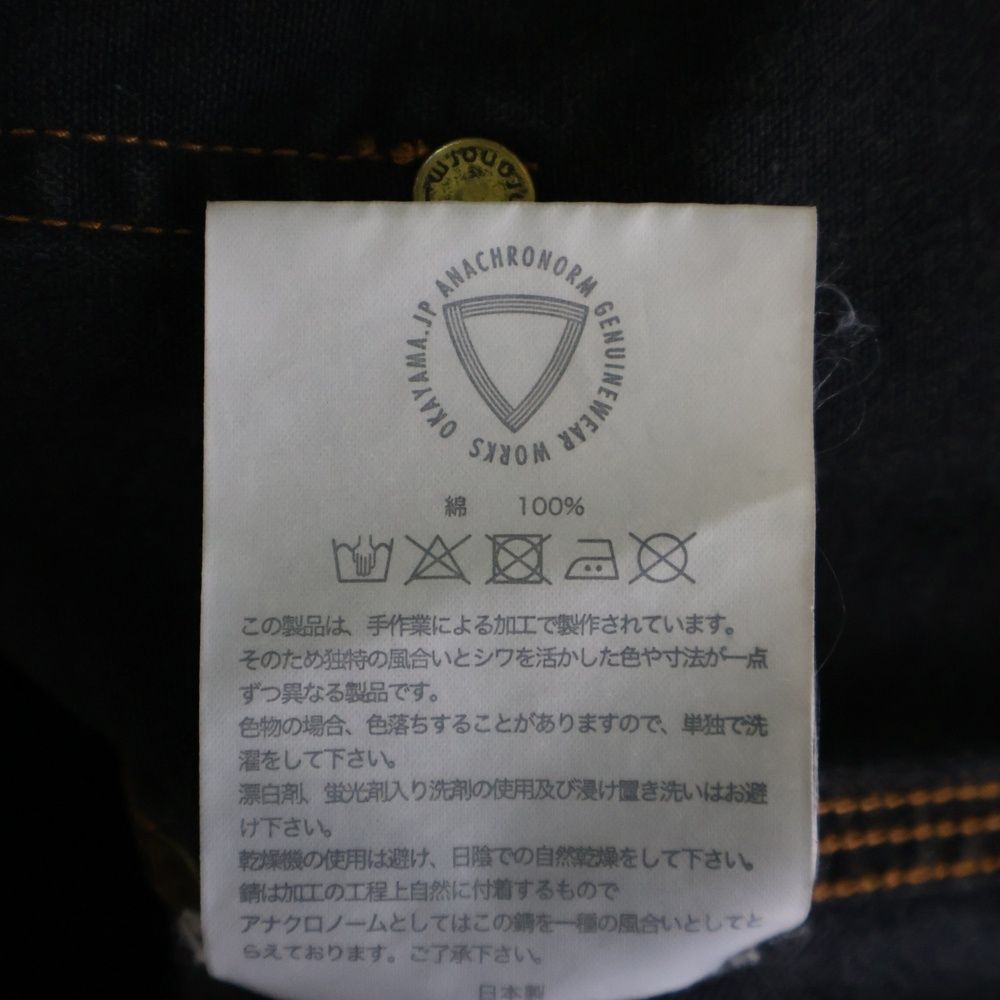 ronorm
ANACHRONORM GENUINEWEAR WORKS OKAYAMA.JP
綿 100%
この製品は、手作業による加工で製作されています。
そのため独特の風合いとシワを活かした色や寸法が一点
ずつ異なる製品です。
色物の場合、色落ちすることがありますので、単独で洗
濯をして下さい。
漂白剤、蛍光剤入り洗剤の使用及び浸け置き洗いはお避
け下さい。
乾燥機の使用は避け、日陰での自然乾燥をして下さい。
錆は加工の工程上自然に付着するもので
アナクロノームとしてはこの錆を一種の風合いとしてと
らえております。ご了承下さい。
日本製